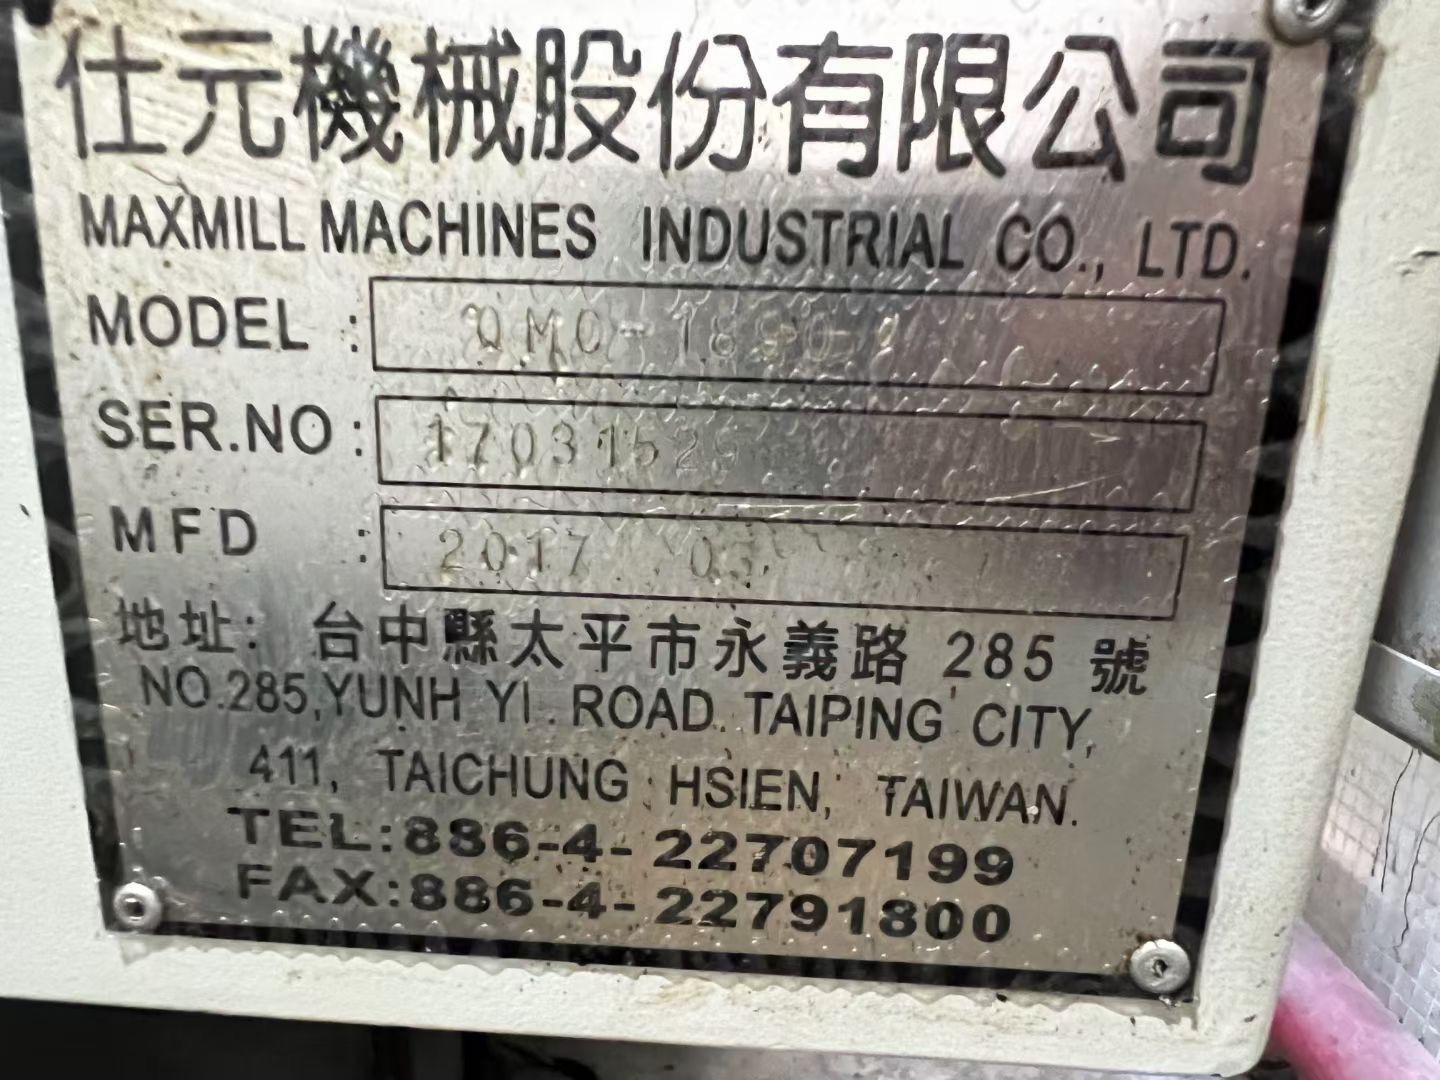 仕元機械股份有限公司
MAXMILL MACHINES INDUSTRIAL CO., LTD.
MODEL :
SER.NO : 17031529
MFD : 2017 03
地址: 台中縣太平市永義路 285 號
NO.285,YUNH YI . ROAD. TAIPING CITY,
411, TAICHUNG HSIEN, TAIWAN.
TEL:886-4-22707199
FAX:886-4-22791800